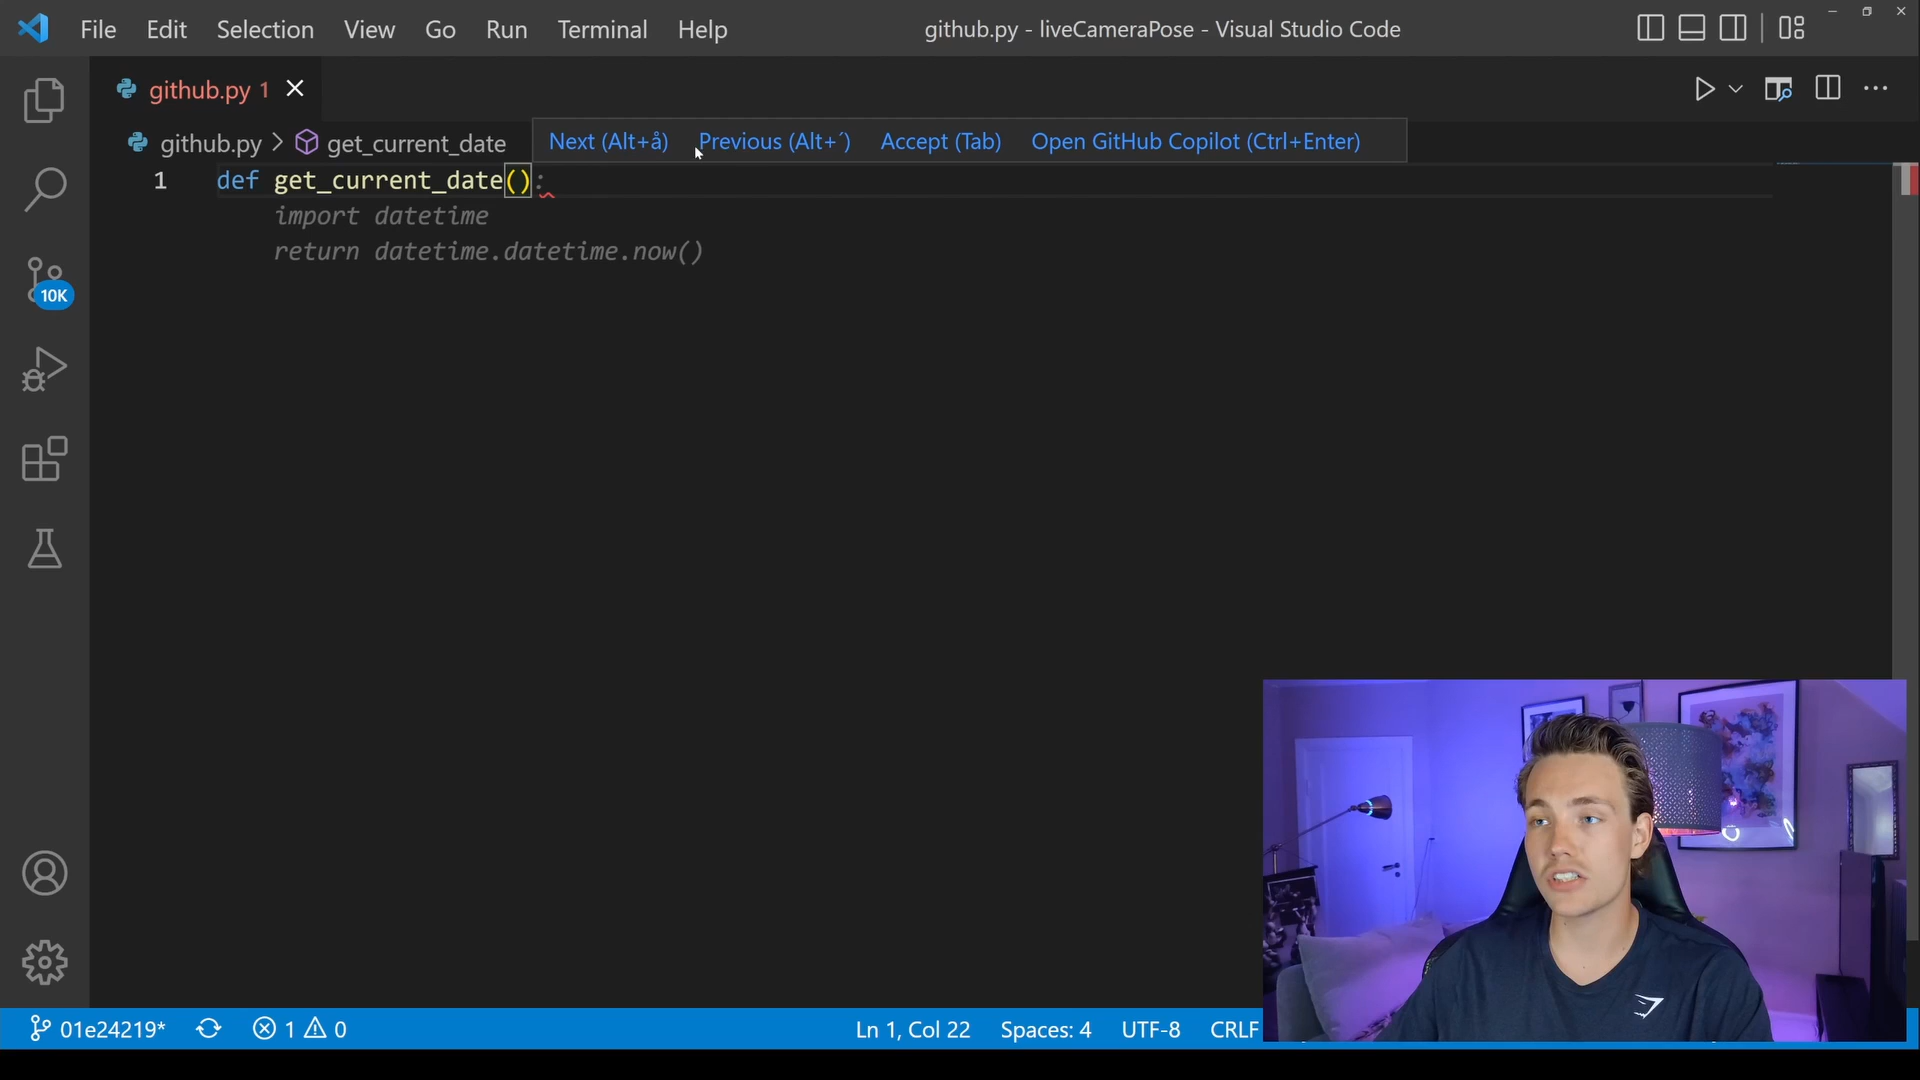 File Edit Selection View Go Run Terminal Help
github.py - liveCameraPose - Visual Studio Code
github.py 1
github.py > get_current_date
Next (Alt+å) Previous (Alt+´) Accept (Tab) Open GitHub Copilot (Ctrl+Enter)
1 def get_current_date():
import datetime
return datetime.datetime.now()
10K
01e24219* 1 0 Ln 1, Col 22 Spaces: 4 UTF-8 CRLF